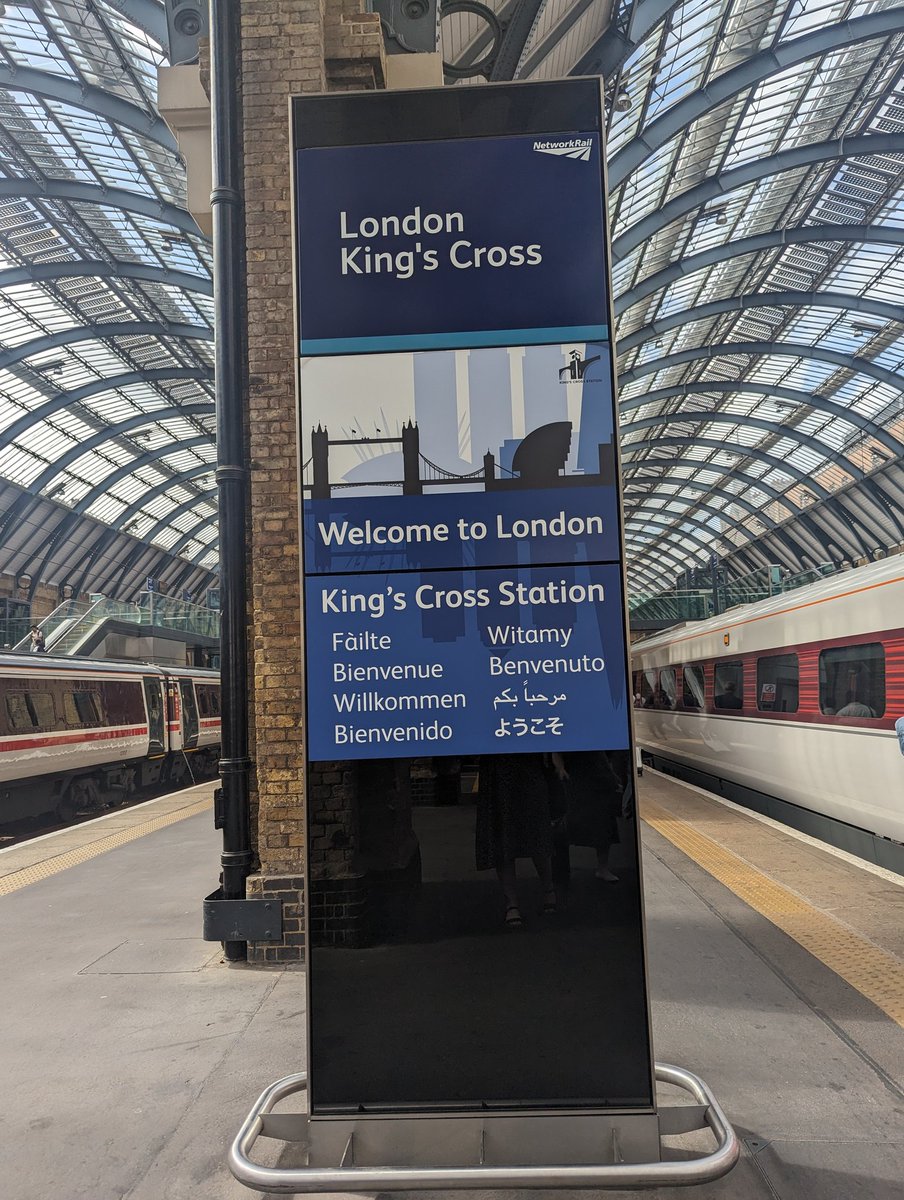 NetworkRail
London
King's Cross
KING'S CROSS STATION
Welcome to London
King's Cross Station
Fàilte
Bienvenue
Willkommen
Bienvenido
Witamy
Benvenuto
مرحباً بكم
ようこそ